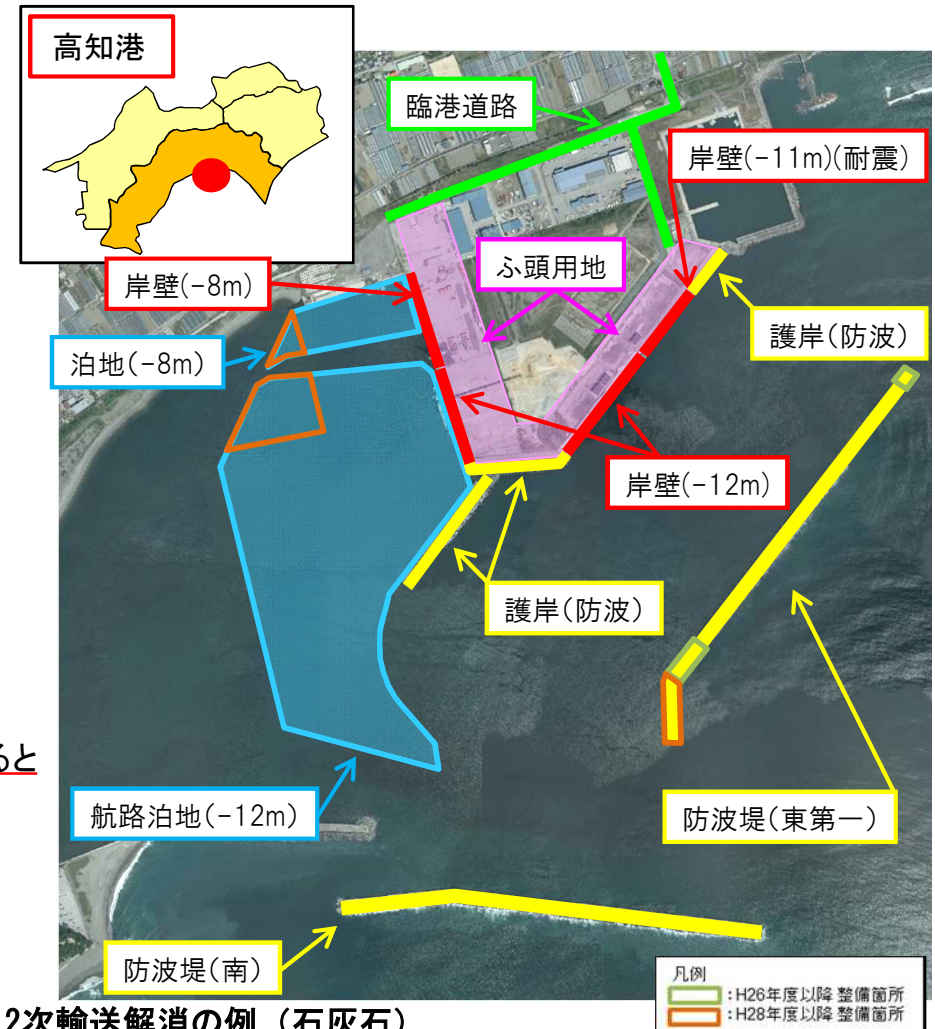 高知港
臨港道路
岸壁(-11m)(耐震)
ふ頭用地
岸壁(-8m)
護岸(防波)
泊地(-8m)
岸壁(-12m)
護岸(防波)
ると
航路泊地(-12m)
防波堤(東第一)
防波堤(南)
凡例
:H26年度以降 整備箇所
:H28年度以降 整備箇所
2次輸送解消の例（石灰石）